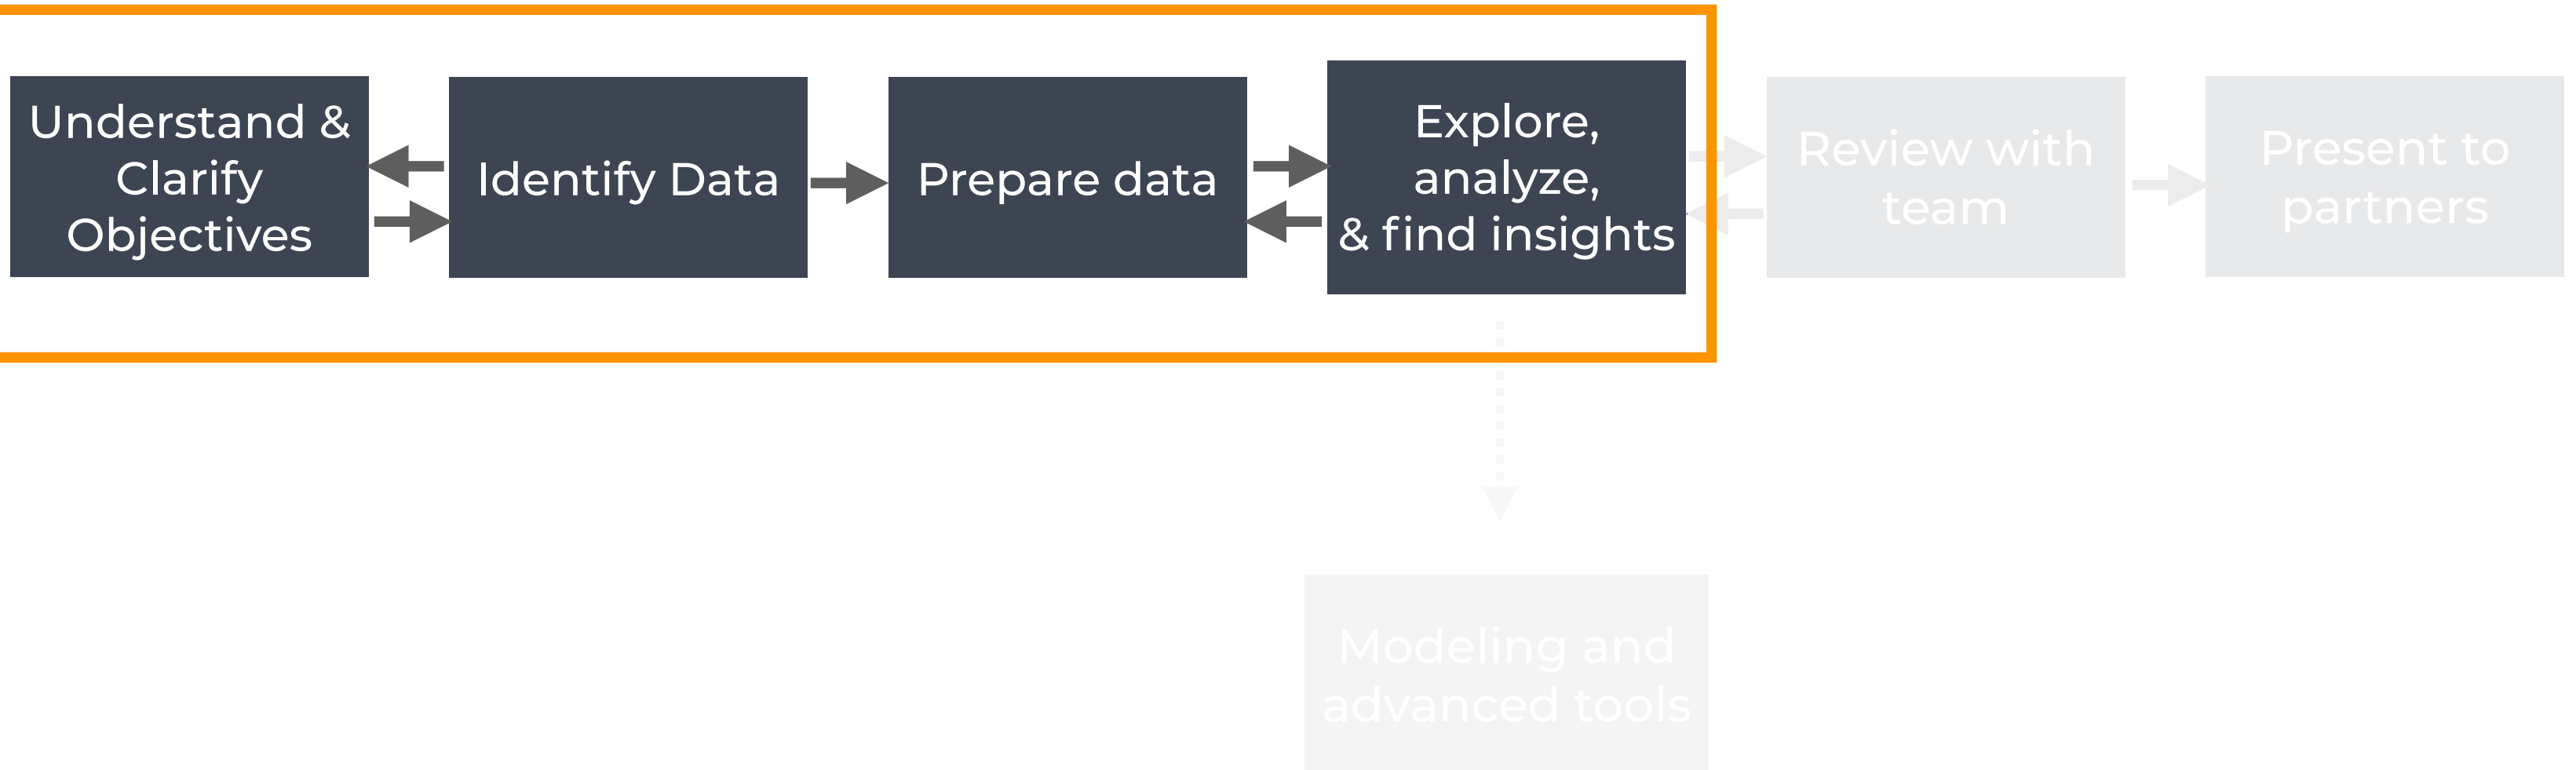 Understand &
Clarify
Objectives
Identify Data
Prepare data
Explore,
analyze,
& find insights
Review with
team
Present to
partners
Modeling and
advanced tools